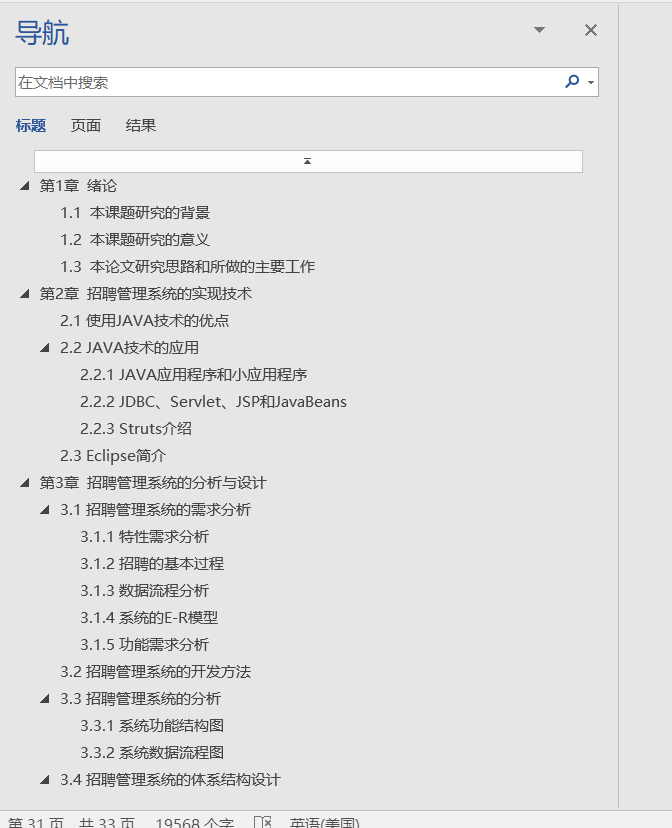 导航
在文档中搜索
标题 页面 结果
第1章 绪论
1.1 本课题研究的背景
1.2 本课题研究的意义
1.3 本论文研究思路和所做的主要工作
第2章 招聘管理系统的实现技术
2.1 使用JAVA技术的优点
2.2 JAVA技术的应用
2.2.1 JAVA应用程序和小应用程序
2.2.2 JDBC、Servlet、JSP和JavaBeans
2.2.3 Struts介绍
2.3 Eclipse简介
第3章 招聘管理系统的分析与设计
3.1 招聘管理系统的需求分析
3.1.1 特性需求分析
3.1.2 招聘的基本过程
3.1.3 数据流程分析
3.1.4 系统的E-R模型
3.1.5 功能需求分析
3.2 招聘管理系统的开发方法
3.3 招聘管理系统的分析
3.3.1 系统功能结构图
3.3.2 系统数据流程图
3.4 招聘管理系统的体系结构设计
第 31 页，共 33 页 19568 个字 英语(美国)